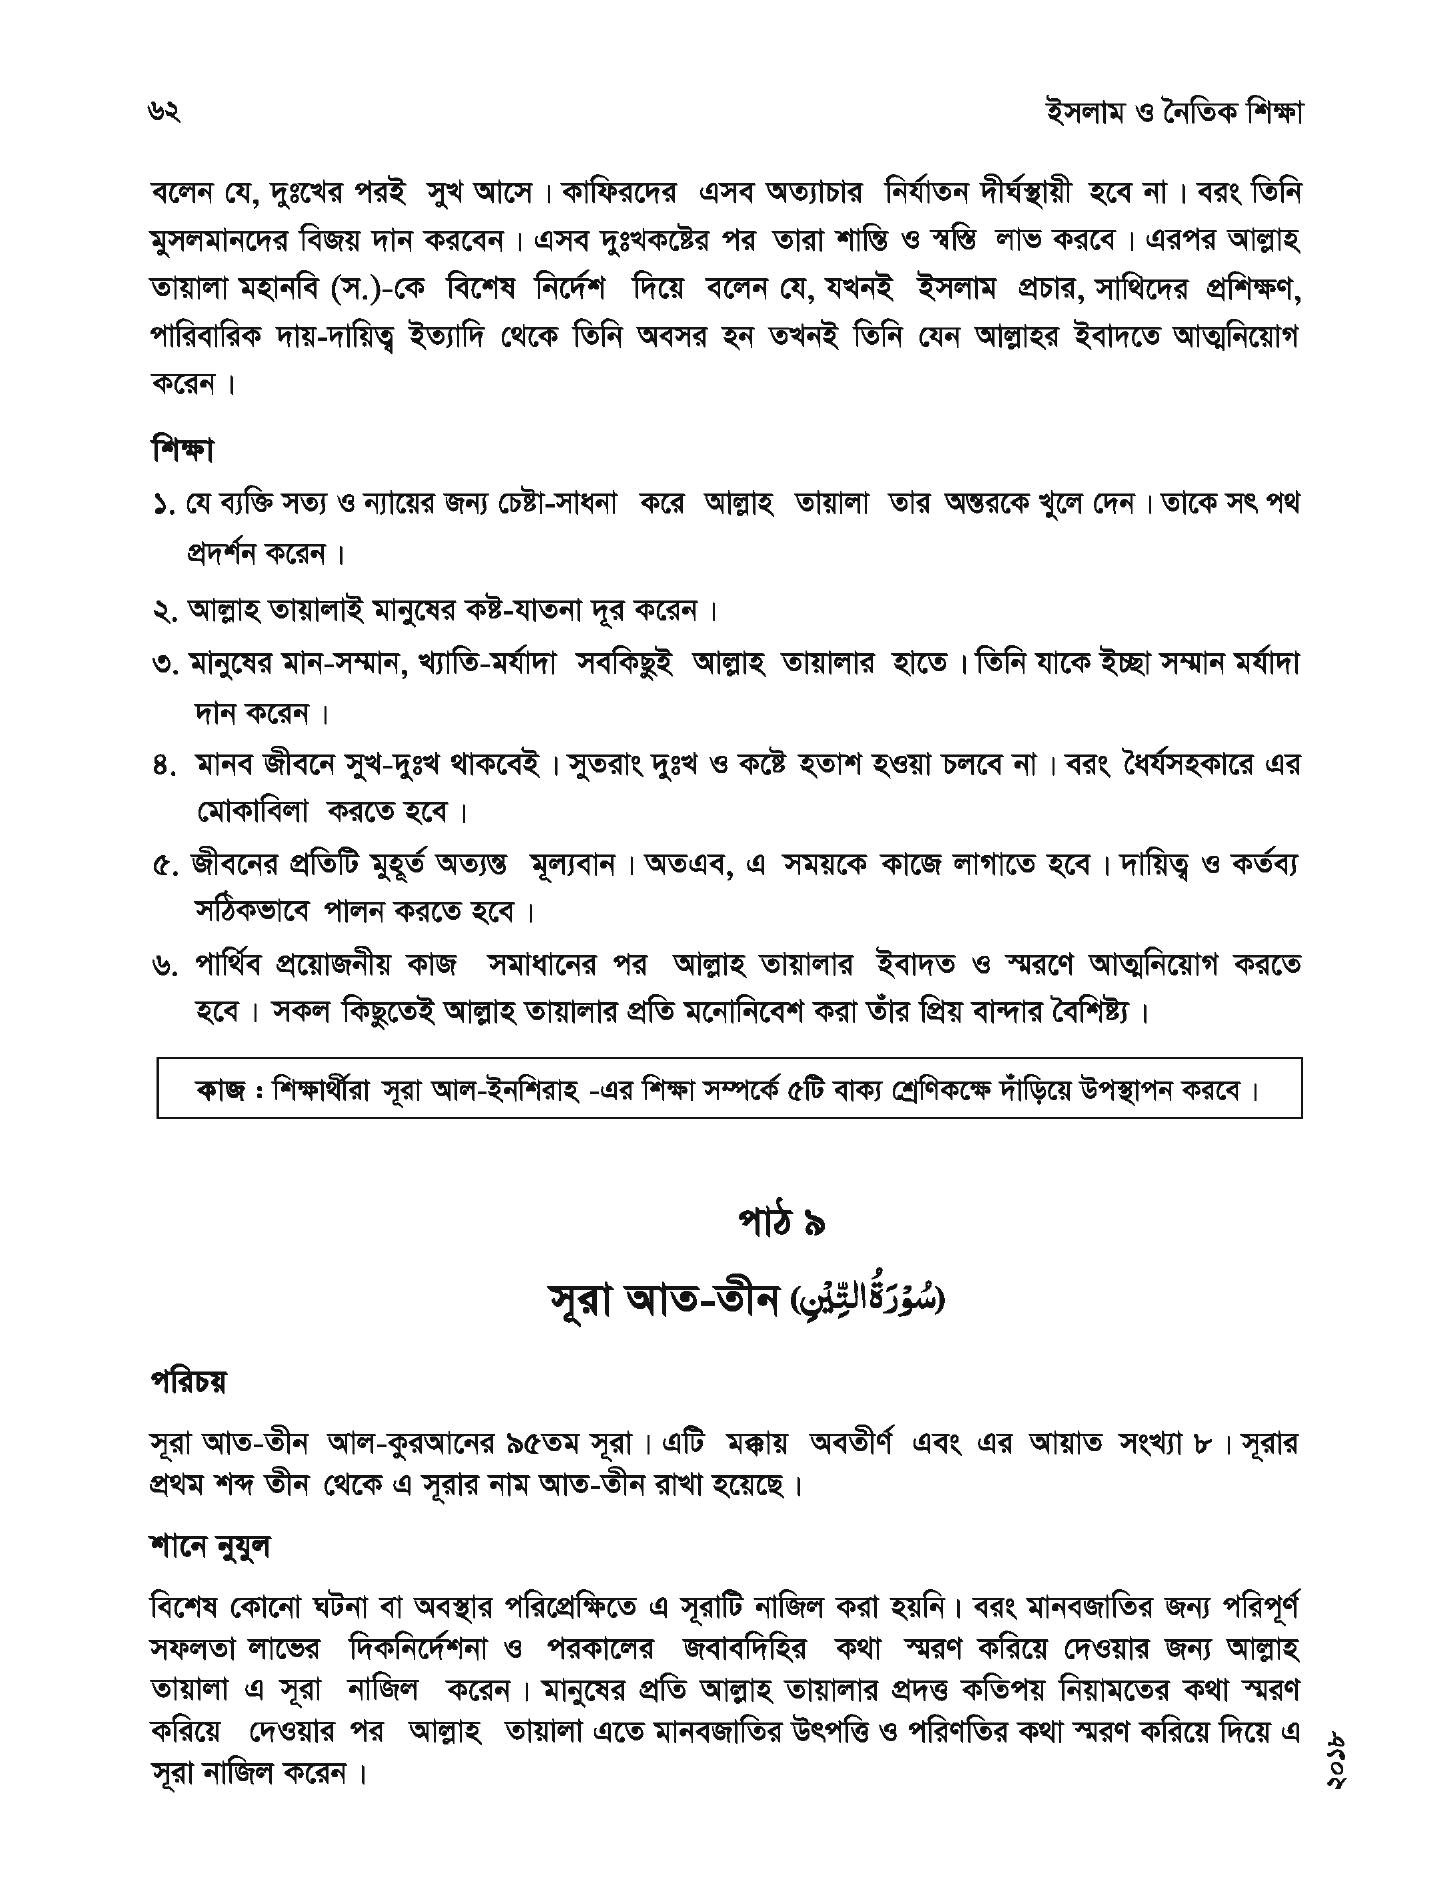 ৬২
ইসলাম ও নৈতিক শিক্ষা
বলেন যে, দুঃখের পরই সুখ আসে। কাফিরদের এসব অত্যাচার নির্যাতন দীর্ঘস্থায়ী হবে না। বরং তিনি
মুসলমানদের বিজয় দান করবেন। এসব দুঃখকষ্টের পর তারা শান্তি ও স্বস্তি লাভ করবে। এরপর আল্লাহ
তায়ালা মহানবি (স.)-কে বিশেষ নির্দেশ দিয়ে বলেন যে, যখনই ইসলাম প্রচার, সাথিদের প্রশিক্ষণ,
পারিবারিক দায়-দায়িত্ব ইত্যাদি থেকে তিনি অবসর হন তখনই তিনি যেন আল্লাহর ইবাদতে আত্মনিয়োগ
করেন।
শিক্ষা
১. যে ব্যক্তি সত্য ও ন্যায়ের জন্য চেষ্টা-সাধনা করে আল্লাহ তায়ালা তার অন্তরকে খুলে দেন। তাকে সৎ পথ
প্রদর্শন করেন।
২. আল্লাহ তায়ালাই মানুষের কষ্ট-যাতনা দূর করেন।
৩. মানুষের মান-সম্মান, খ্যাতি-মর্যাদা সবকিছুই আল্লাহ তায়ালার হাতে। তিনি যাকে ইচ্ছা সম্মান মর্যাদা
দান করেন।
৪. মানব জীবনে সুখ-দুঃখ থাকবেই। সুতরাং দুঃখ ও কষ্টে হতাশ হওয়া চলবে না। বরং ধৈর্যসহকারে এর
মোকাবিলা করতে হবে।
৫. জীবনের প্রতিটি মুহূর্ত অত্যন্ত মূল্যবান। অতএব, এ সময়কে কাজে লাগাতে হবে। দায়িত্ব ও কর্তব্য
সঠিকভাবে পালন করতে হবে।
৬. পার্থিব প্রয়োজনীয় কাজ সমাধানের পর আল্লাহ তায়ালার ইবাদত ও স্মরণে আত্মনিয়োগ করতে
হবে। সকল কিছুতেই আল্লাহ তায়ালার প্রতি মনোনিবেশ করা তাঁর প্রিয় বান্দার বৈশিষ্ট্য।
কাজ : শিক্ষার্থীরা সূরা আল-ইনশিরাহ -এর শিক্ষা সম্পর্কে ৫টি বাক্য শ্রেণিকক্ষে দাঁড়িয়ে উপস্থাপন করবে।
পাঠ ৯
সূরা আত-তীন (سُوْرَةُ التِّيْنِ)
পরিচয়
সূরা আত-তীন আল-কুরআনের ৯৫তম সূরা। এটি মক্কায় অবতীর্ণ এবং এর আয়াত সংখ্যা ৮। সূরার
প্রথম শব্দ তীন থেকে এ সূরার নাম আত-তীন রাখা হয়েছে।
শানে নুযুল
বিশেষ কোনো ঘটনা বা অবস্থার পরিপ্রেক্ষিতে এ সূরাটি নাজিল করা হয়নি। বরং মানবজাতির জন্য পরিপূর্ণ
সফলতা লাভের দিকনির্দেশনা ও পরকালের জবাবদিহির কথা স্মরণ করিয়ে দেওয়ার জন্য আল্লাহ
তায়ালা এ সূরা নাজিল করেন। মানুষের প্রতি আল্লাহ তায়ালার প্রদত্ত কতিপয় নিয়ামতের কথা স্মরণ
করিয়ে দেওয়ার পর আল্লাহ তায়ালা এতে মানবজাতির উৎপত্তি ও পরিণতির কথা স্মরণ করিয়ে দিয়ে এ
সূরা নাজিল করেন।
২০১৮